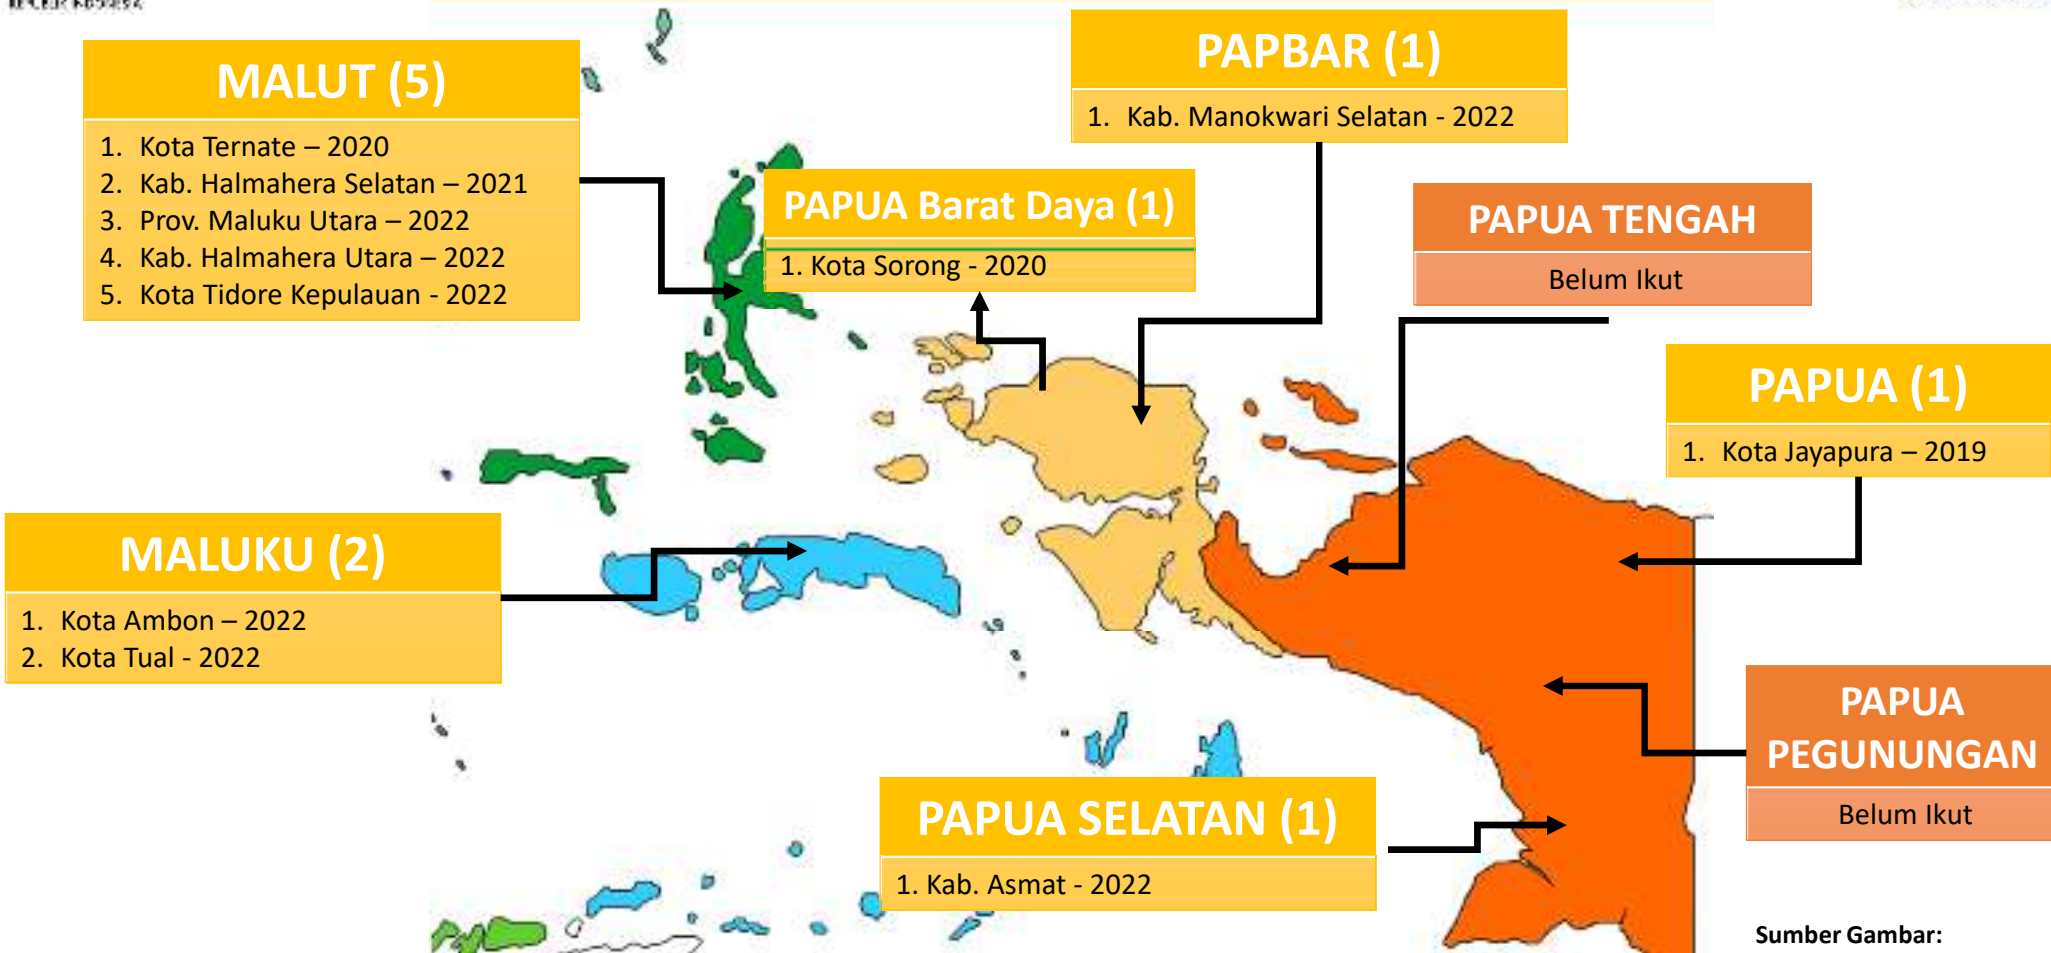 MALUT (5)
1. Kota Ternate – 2020
2. Kab. Halmahera Selatan – 2021
3. Prov. Maluku Utara – 2022
4. Kab. Halmahera Utara – 2022
5. Kota Tidore Kepulauan - 2022
PAPBAR (1)
1. Kab. Manokwari Selatan - 2022
PAPUA Barat Daya (1)
1. Kota Sorong - 2020
PAPUA TENGAH
Belum Ikut
PAPUA (1)
1. Kota Jayapura – 2019
MALUKU (2)
1. Kota Ambon – 2022
2. Kota Tual - 2022
PAPUA
PEGUNUNGAN
Belum Ikut
PAPUA SELATAN (1)
1. Kab. Asmat - 2022
Sumber Gambar: